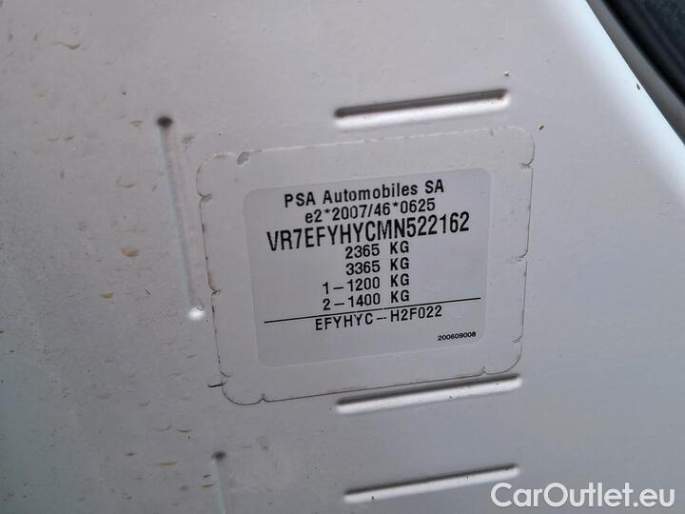 PSA Automobiles SA
e2*2007/46*0625
VR7EFYHYCMN522162
2365 KG
3365 KG
1-1200 KG
2-1400 KG
EFYHYC--H2F022
200609008
CarOutlet.eu